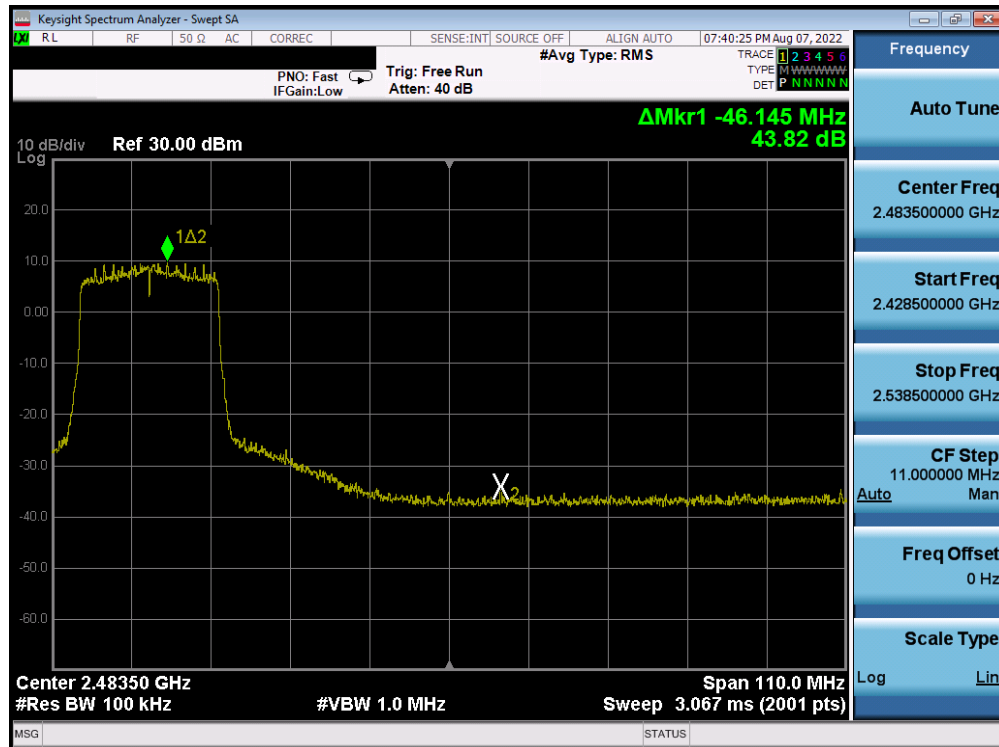 Keysight Spectrum Analyzer - Swept SA
LXI RL RF 50 Ω AC CORREC SENSE:INT SOURCE OFF ALIGN AUTO 07:40:25 PM Aug 07, 2022
#Avg Type: RMS
TRACE 1 2 3 4 5 6
PNO: Fast Trig: Free Run TYPE M WWWWW
IFGain:Low Atten: 40 dB DET P N N N N N
ΔMkr1 -46.145 MHz
43.82 dB
10 dB/div Ref 30.00 dBm
Log
20.0
1Δ2
10.0
0.00
-10.0
-20.0
-30.0
X2
-40.0
-50.0
-60.0
Center 2.48350 GHz Span 110.0 MHz
#Res BW 100 kHz #VBW 1.0 MHz Sweep 3.067 ms (2001 pts)
MSG STATUS
Frequency
Auto Tune
Center Freq
2.483500000 GHz
Start Freq
2.428500000 GHz
Stop Freq
2.538500000 GHz
CF Step
11.000000 MHz
Auto Man
Freq Offset
0 Hz
Scale Type
Log Lin